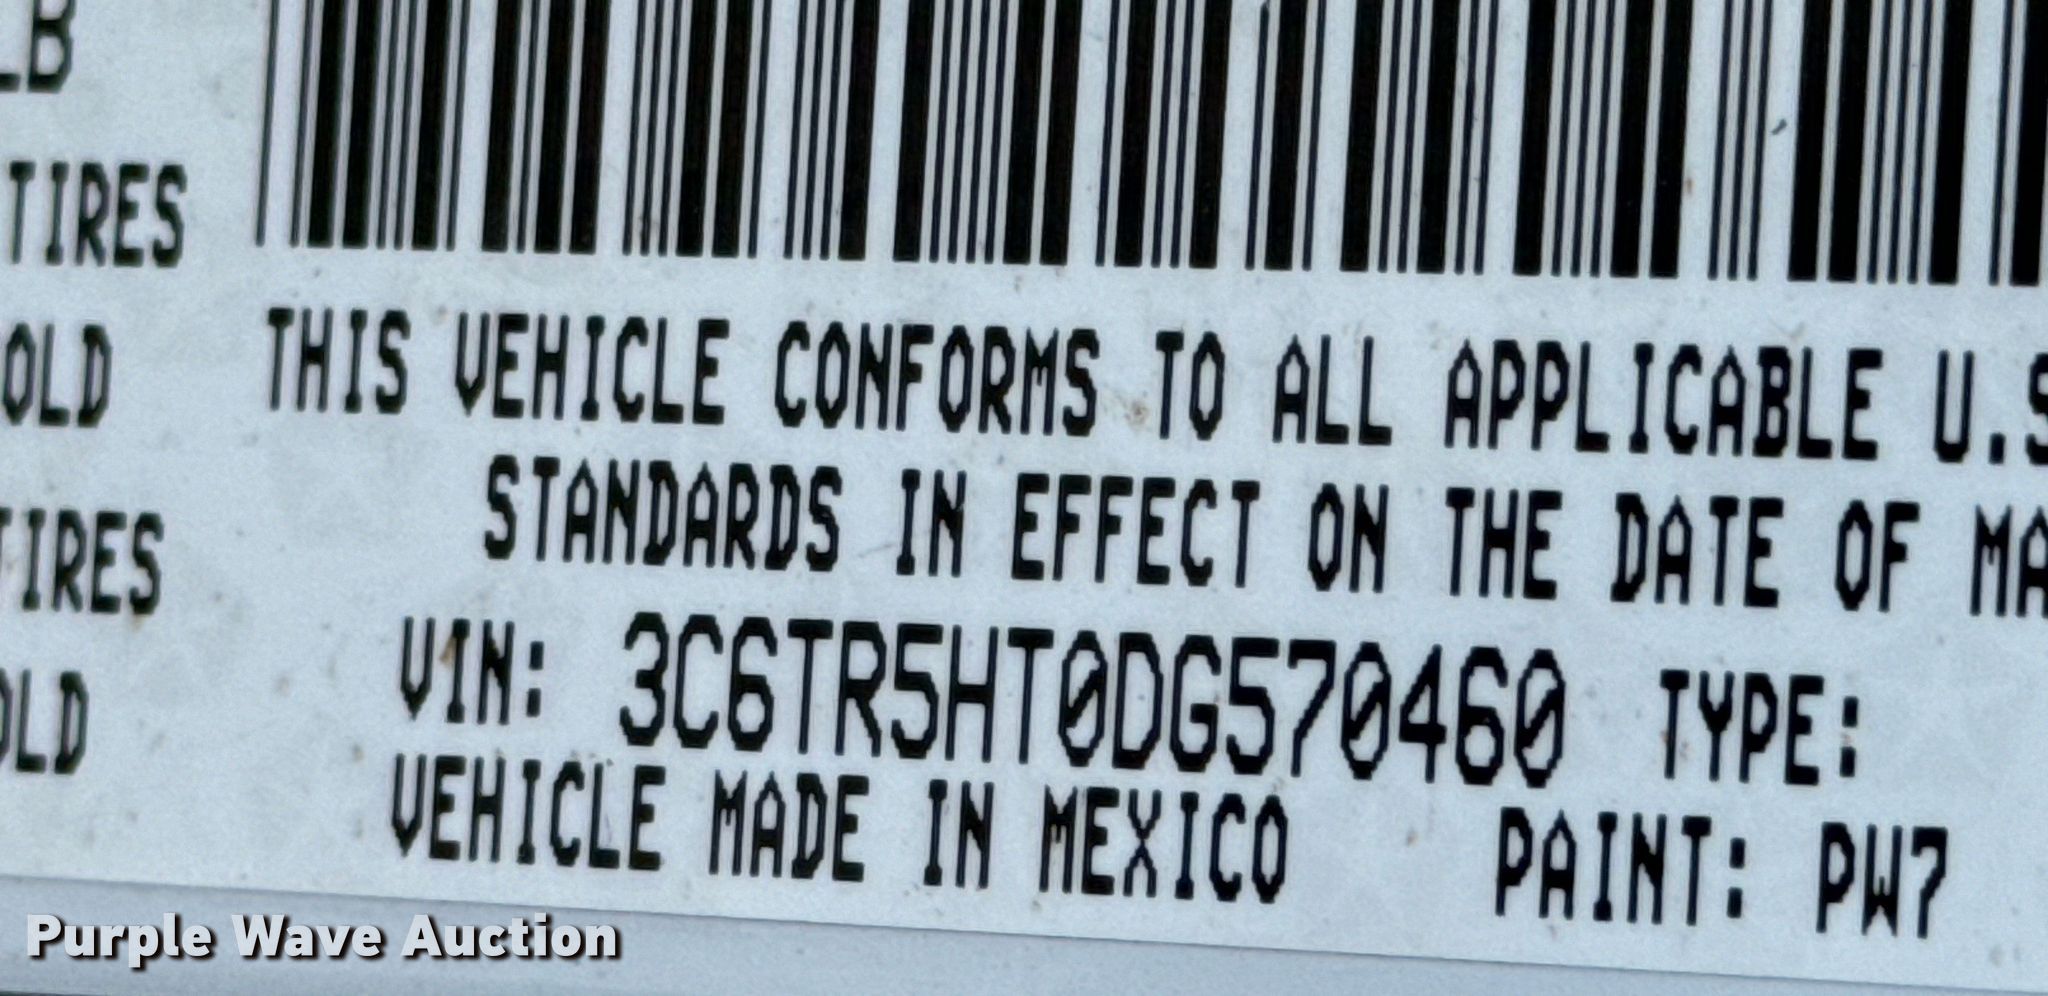 LB
TIRES
OLD
THIS VEHICLE CONFORMS TO ALL APPLICABLE U.S
STANDARDS IN EFFECT ON THE DATE OF MA
TIRES
VIN: 3C6TR5HT0DG570460 TYPE:
OLD
VEHICLE MADE IN MEXICO PAINT: PW7
Purple Wave Auction